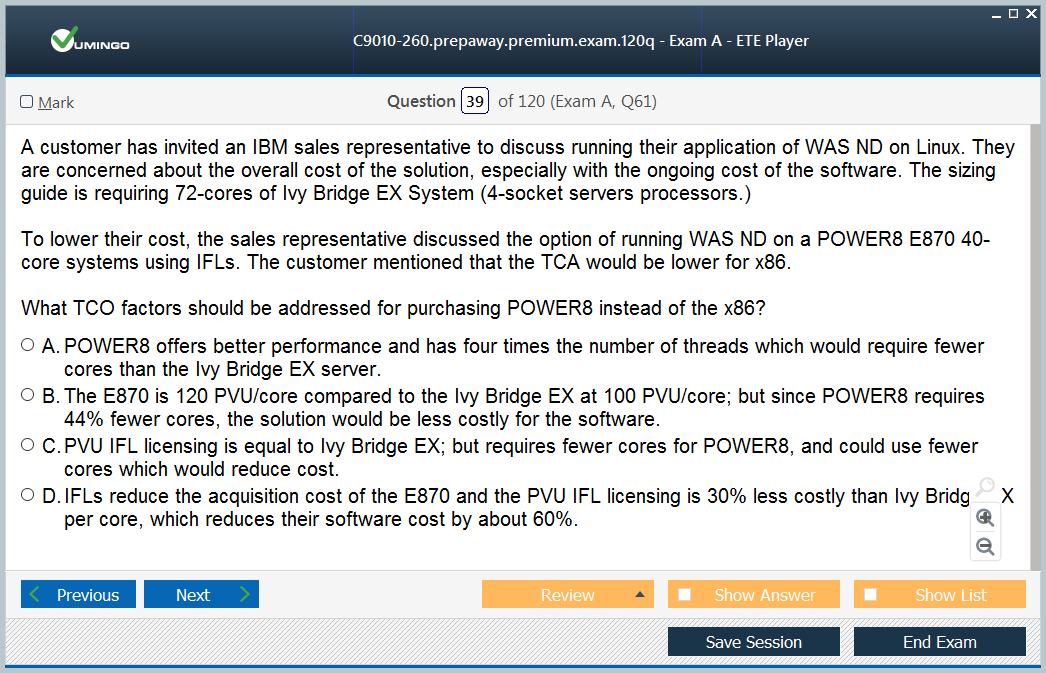 VUMINGO
C9010-260.prepaway.premium.exam.120q - Exam A - ETE Player
Mark
Question 39 of 120 (Exam A, Q61)
A customer has invited an IBM sales representative to discuss running their application of WAS ND on Linux. They
are concerned about the overall cost of the solution, especially with the ongoing cost of the software. The sizing
guide is requiring 72-cores of Ivy Bridge EX System (4-socket servers processors.)
To lower their cost, the sales representative discussed the option of running WAS ND on a POWER8 E870 40-
core systems using IFLs. The customer mentioned that the TCA would be lower for x86.
What TCO factors should be addressed for purchasing POWER8 instead of the x86?
A. POWER8 offers better performance and has four times the number of threads which would require fewer
cores than the Ivy Bridge EX server.
B. The E870 is 120 PVU/core compared to the Ivy Bridge EX at 100 PVU/core; but since POWER8 requires
44% fewer cores, the solution would be less costly for the software.
C. PVU IFL licensing is equal to Ivy Bridge EX; but requires fewer cores for POWER8, and could use fewer
cores which would reduce cost.
D. IFLs reduce the acquisition cost of the E870 and the PVU IFL licensing is 30% less costly than Ivy Bridg X
per core, which reduces their software cost by about 60%.
Previous
Next
Review
Show Answer
Show List
Save Session
End Exam